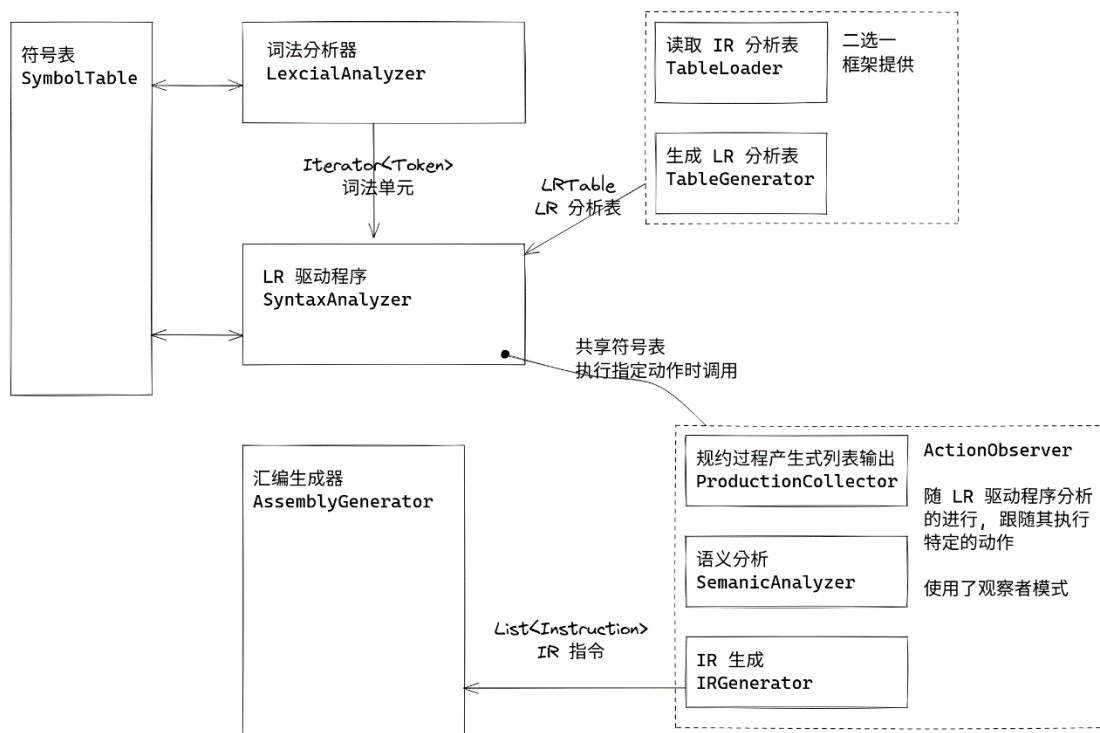 符号表
SymbolTable
词法分析器
LexcialAnalyzer
读取 IR 分析表
TableLoader
二选一
框架提供
生成 LR 分析表
TableGenerator
Iterator<Token>
词法单元
LRTable
LR 分析表
LR 驱动程序
SyntaxAnalyzer
共享符号表
执行指定动作时调用
汇编生成器
AssemblyGenerator
规约过程产生式列表输出
ProductionCollector
ActionObserver
随 LR 驱动程序分析
的进行, 跟随其执行
特定的动作
使用了观察者模式
语义分析
SemanicAnalyzer
List<Instruction>
IR 指令
IR 生成
IRGenerator